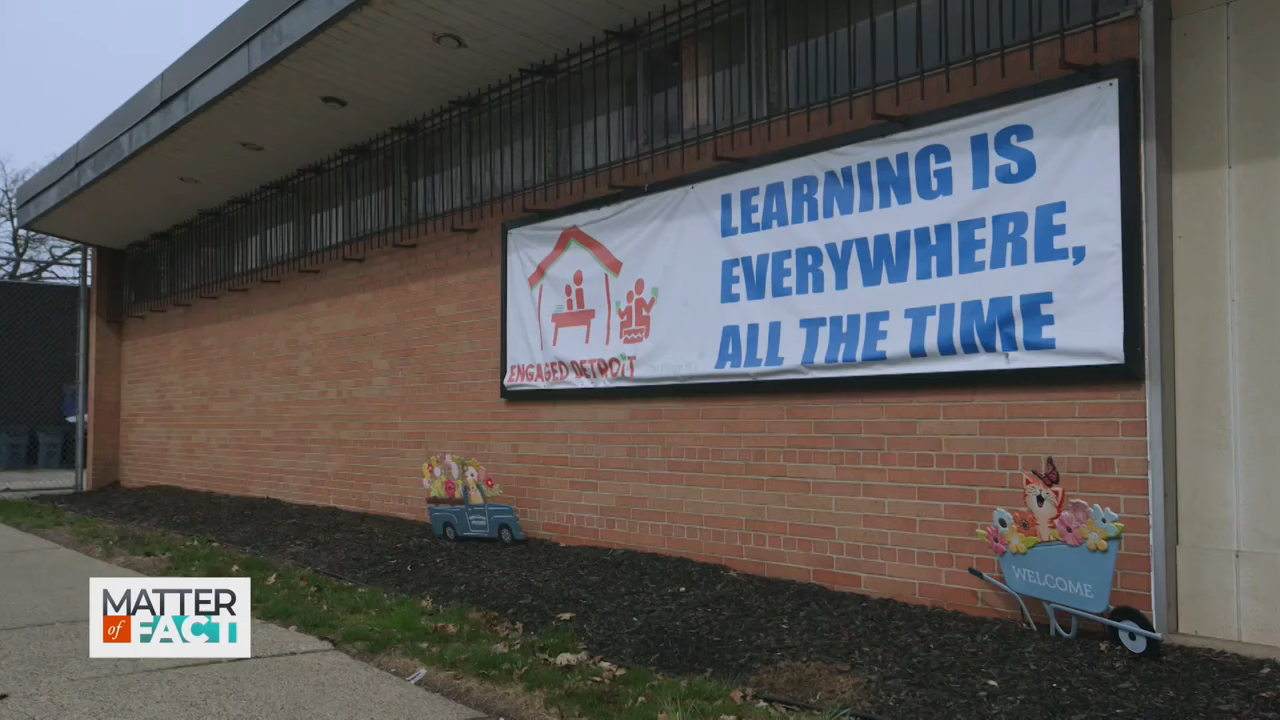 LEARNING IS
EVERYWHERE,
ALL THE TIME
ENGAGED DETROIT
WELCOME
MATTER
of FACT